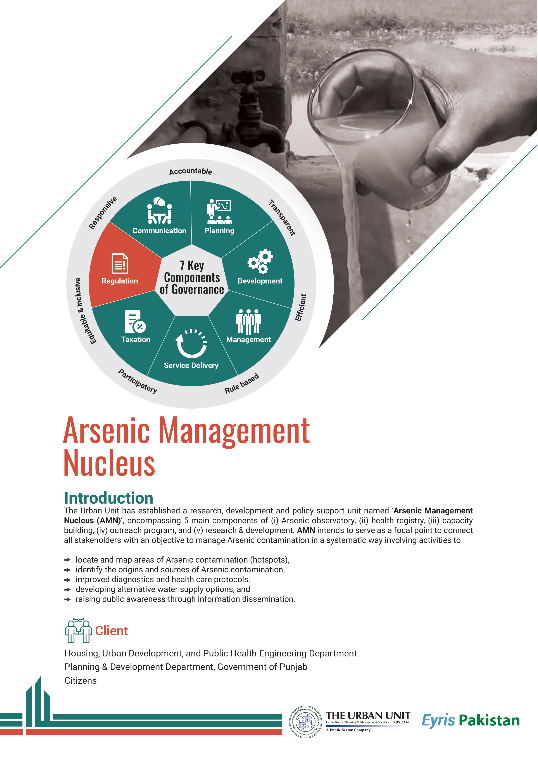 Accountable
Responsive
Transparent
Communication
Planning
7 Key
Components
of Governance
Regulation
Development
Equitable & Inclusive
Efficient
Taxation
Management
Service Delivery
Participatory
Rule based
Arsenic Management
Nucleus
Introduction
The Urban Unit has established a research, development and policy support unit named 'Arsenic Management
Nucleus (AMN)', encompassing 5 main components of (i) Arsenic observatory, (ii) health registry, (iii) capacity
building, (iv) outreach program, and (v) research & development. AMN intends to serve as a focal point to connect
all stakeholders with an objective to manage Arsenic contamination in a systematic way involving activities to
locate and map areas of Arsenic contamination (hotspots),
identify the origins and sources of Arsenic contamination,
improved diagnostics and health care protocols,
developing alternative water supply options, and
raising public awareness through information dissemination.
Client
Housing, Urban Development, and Public Health Engineering Department
Planning & Development Department, Government of Punjab
Citizens
THE URBAN UNIT
A Public Sector Company
Eyris Pakistan